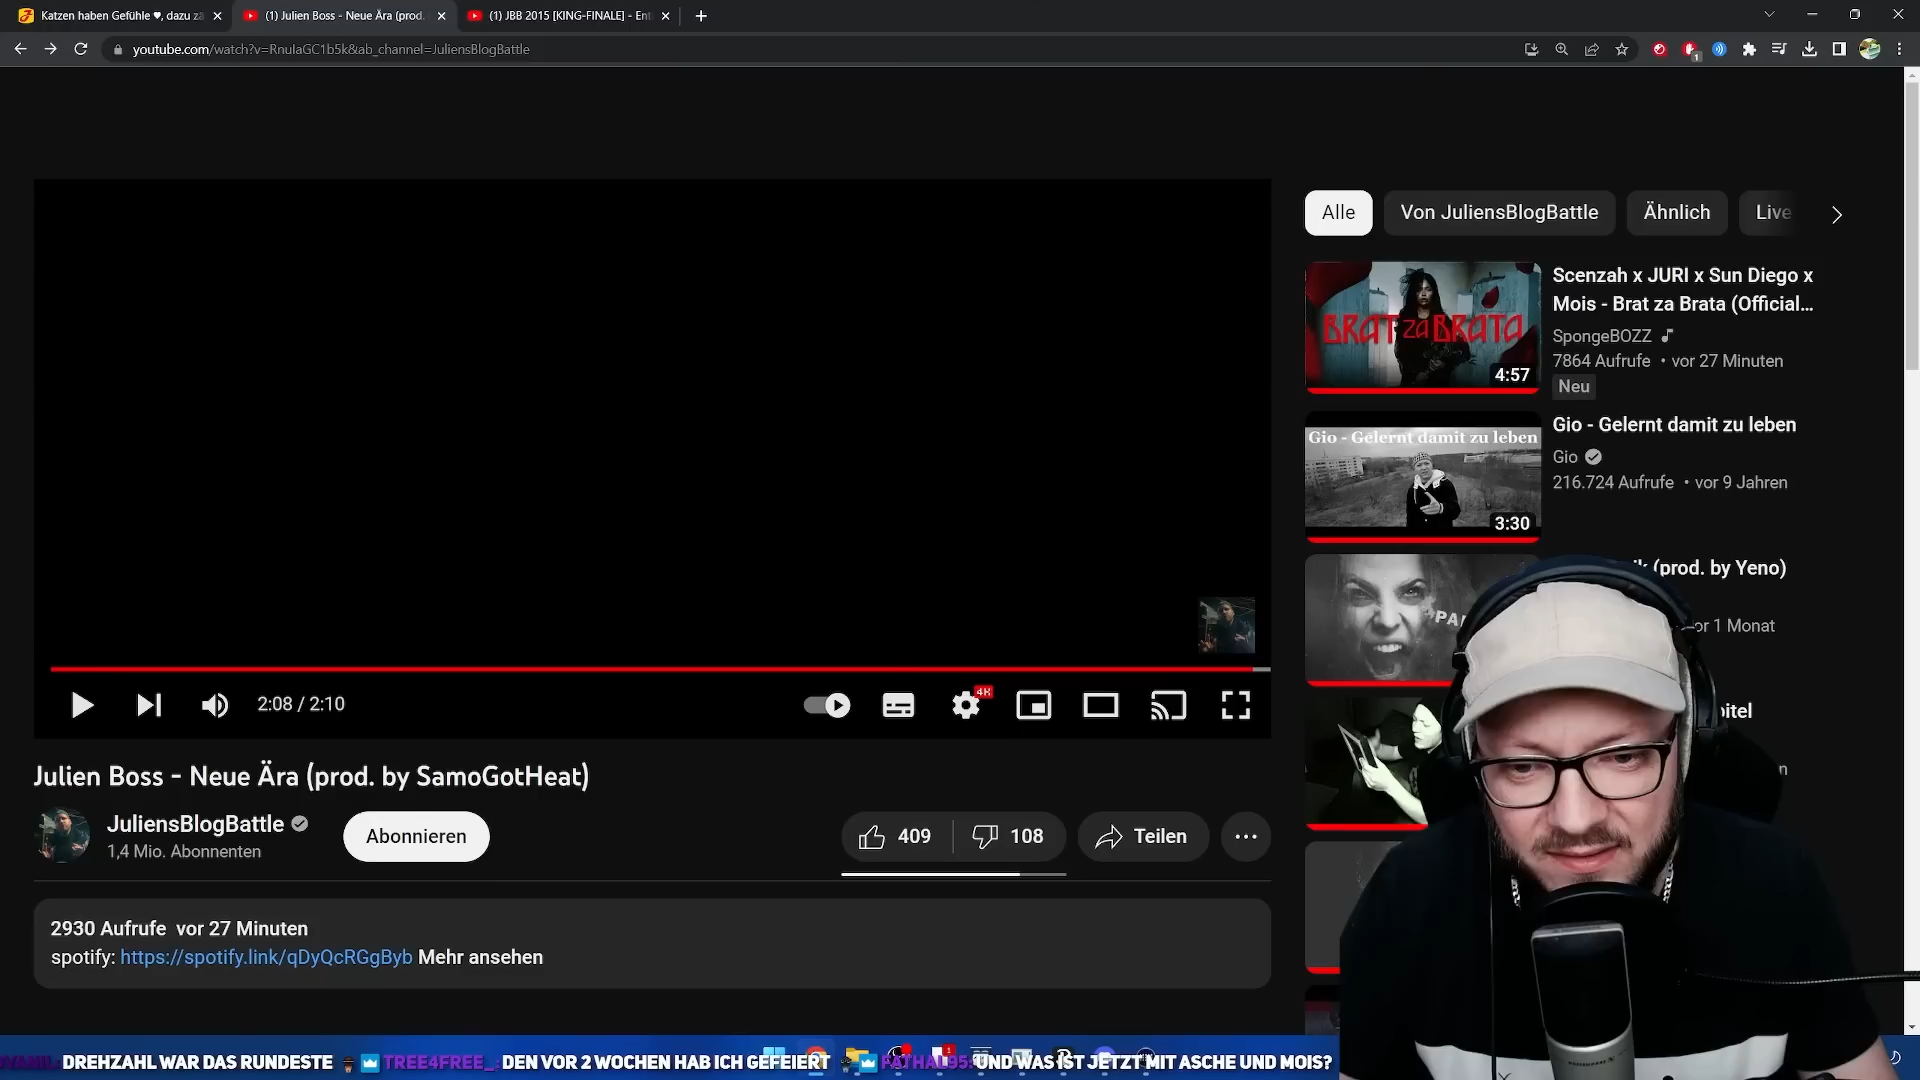 Katzen haben Gefühle ♥, dazu zä
(1) Julien Boss - Neue Ära (prod.
(1) JBB 2015 [KING-FINALE] - Ent
youtube.com/watch?v=RnulaGC1b5k&ab_channel=JuliensBlogBattle
1
Alle
Von JuliensBlogBattle
Ähnlich
Live
BRAT ZA BRATA
4:57
Scenzah x JURI x Sun Diego x
Mois - Brat za Brata (Official...
SpongeBOZZ
7864 Aufrufe • vor 27 Minuten
Neu
Gio - Gelernt damit zu leben
3:30
Gio - Gelernt damit zu leben
Gio
216.724 Aufrufe • vor 9 Jahren
(prod. by Yeno)
1 Monat
2:08 / 2:10
4K
Julien Boss - Neue Ära (prod. by SamoGotHeat)
JuliensBlogBattle
1,4 Mio. Abonnenten
Abonnieren
409
108
Teilen
2930 Aufrufe vor 27 Minuten
spotify: https://spotify.link/qDyQcRGgByb Mehr ansehen
DREHZAHL WAR DAS RUNDESTE TREE4FREE_: DEN VOR 2 WOCHEN HAB ICH GEFEIERT FATHAL95: UND WAS IST JETZT MIT ASCHE UND MOIS?